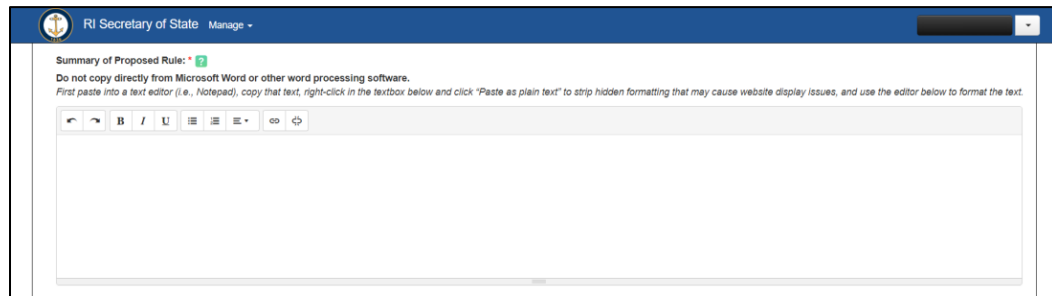 RI Secretary of State Manage
Summary of Proposed Rule: * ?
Do not copy directly from Microsoft Word or other word processing software.
First paste into a text editor (i.e., Notepad), copy that text, right-click in the textbox below and click "Paste as plain text" to strip hidden formatting that may cause website display issues, and use the editor below to format the text.
B I U